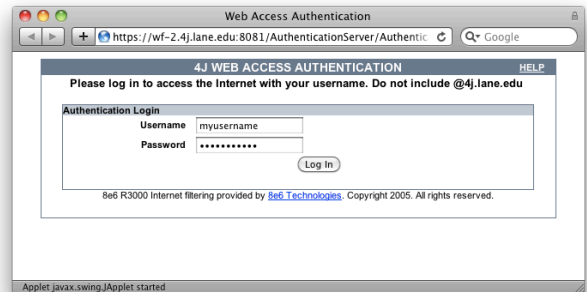 Web Access Authentication
https://wf-2.4j.lane.edu:8081/AuthenticationServer/Authentic
Google
4J WEB ACCESS AUTHENTICATION
HELP
Please log in to access the Internet with your username. Do not include @4j.lane.edu
Authentication Login
Username myusername
Password •••••••••••
Log In
8e6 R3000 Internet filtering provided by 8e6 Technologies. Copyright 2005. All rights reserved.
Applet javax.swing.JApplet started